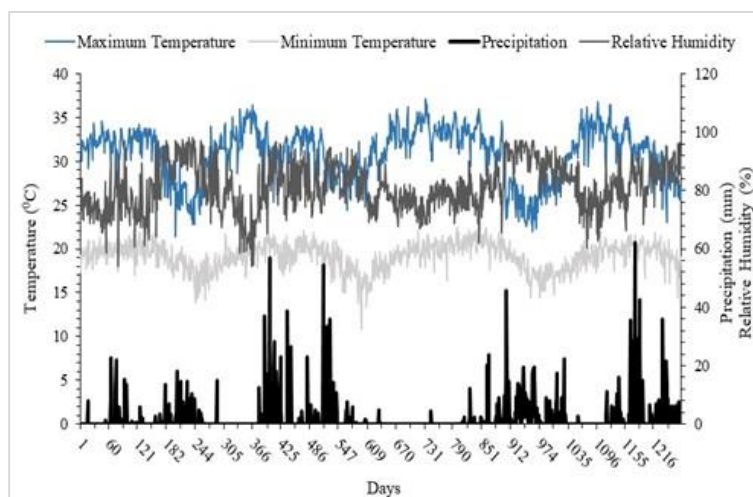 Maximum Temperature Minimum Temperature Precipitation Relative Humidity
40 120
35 100
30 80
25
20 60
15 40
10
5 20
0 0
Temperature (⁰C)
Precipitation (mm)
Relative Humidity (%)
1 60 121 182 244 305 366 425 486 547 609 670 731 790 851 912 974 1035 1096 1155 1216
Days